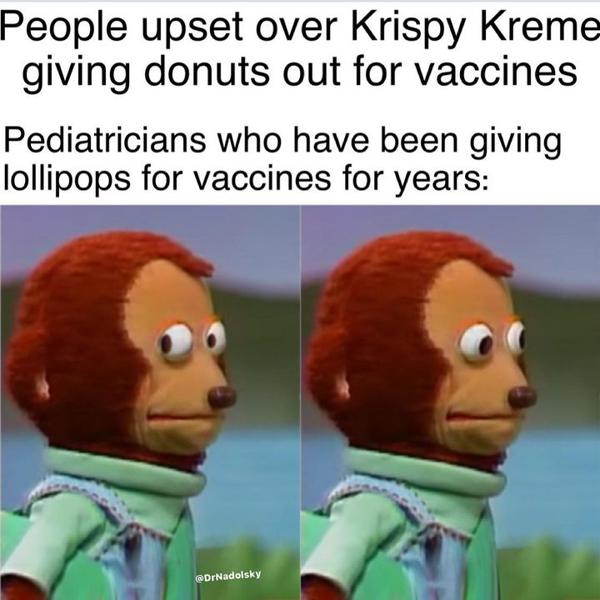 People upset over Krispy Kreme
giving donuts out for vaccines
Pediatricians who have been giving
lollipops for vaccines for years:
@DrNadolsky